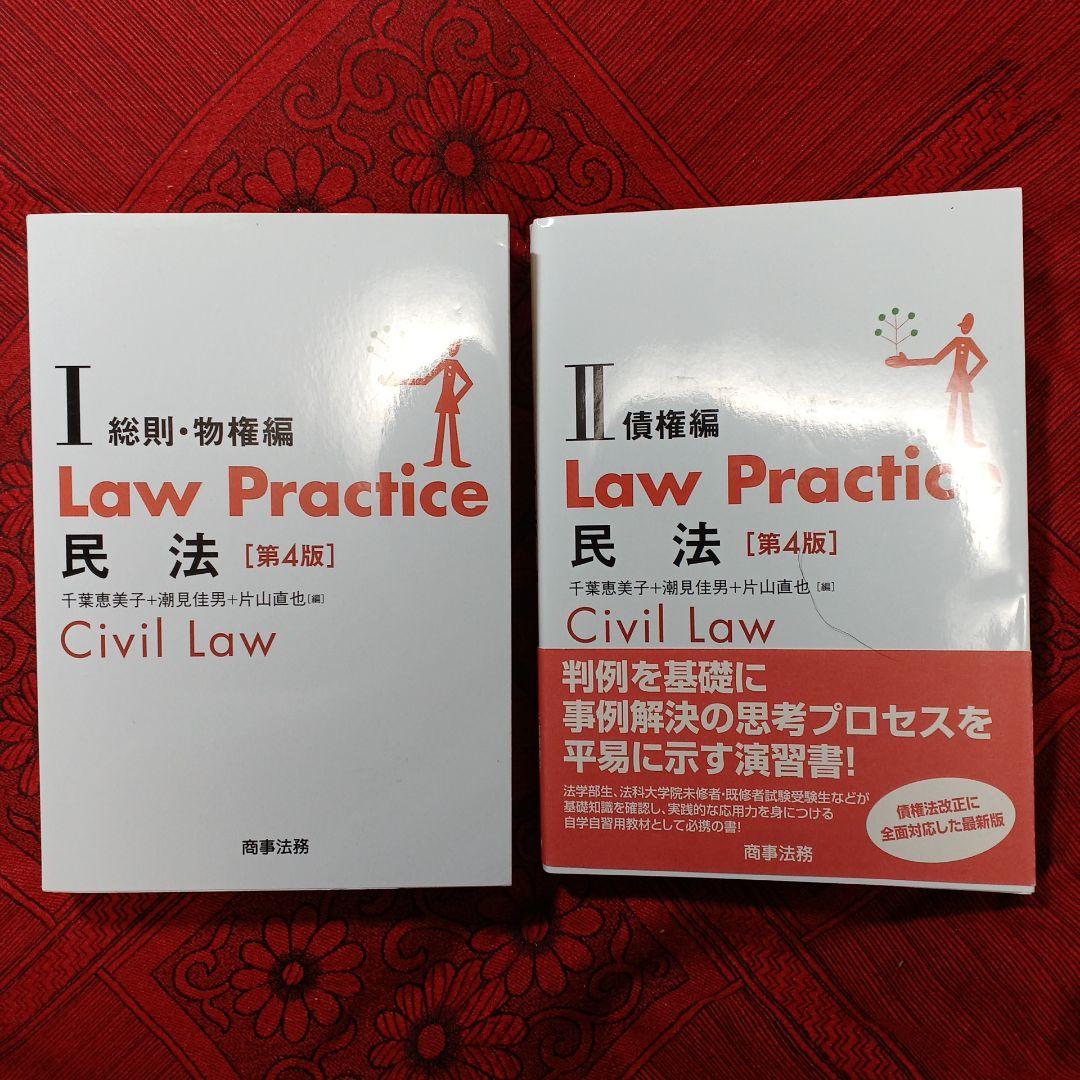 I 総則・物権編
Law Practice
民 法 [第4版]
千葉恵美子+潮見佳男+片山直也[編]
Civil Law
商事法務
II 債権編
Law Practice
民 法 [第4版]
千葉恵美子+潮見佳男+片山直也[編]
Civil Law
判例を基礎に
事例解決の思考プロセスを
平易に示す演習書!
法学部生、法科大学院未修者・既修者試験受験生などが
基礎知識を確認し、実践的な応用力を身につける
自学自習用教材として必携の書!
債権法改正に
全面対応した最新版
商事法務